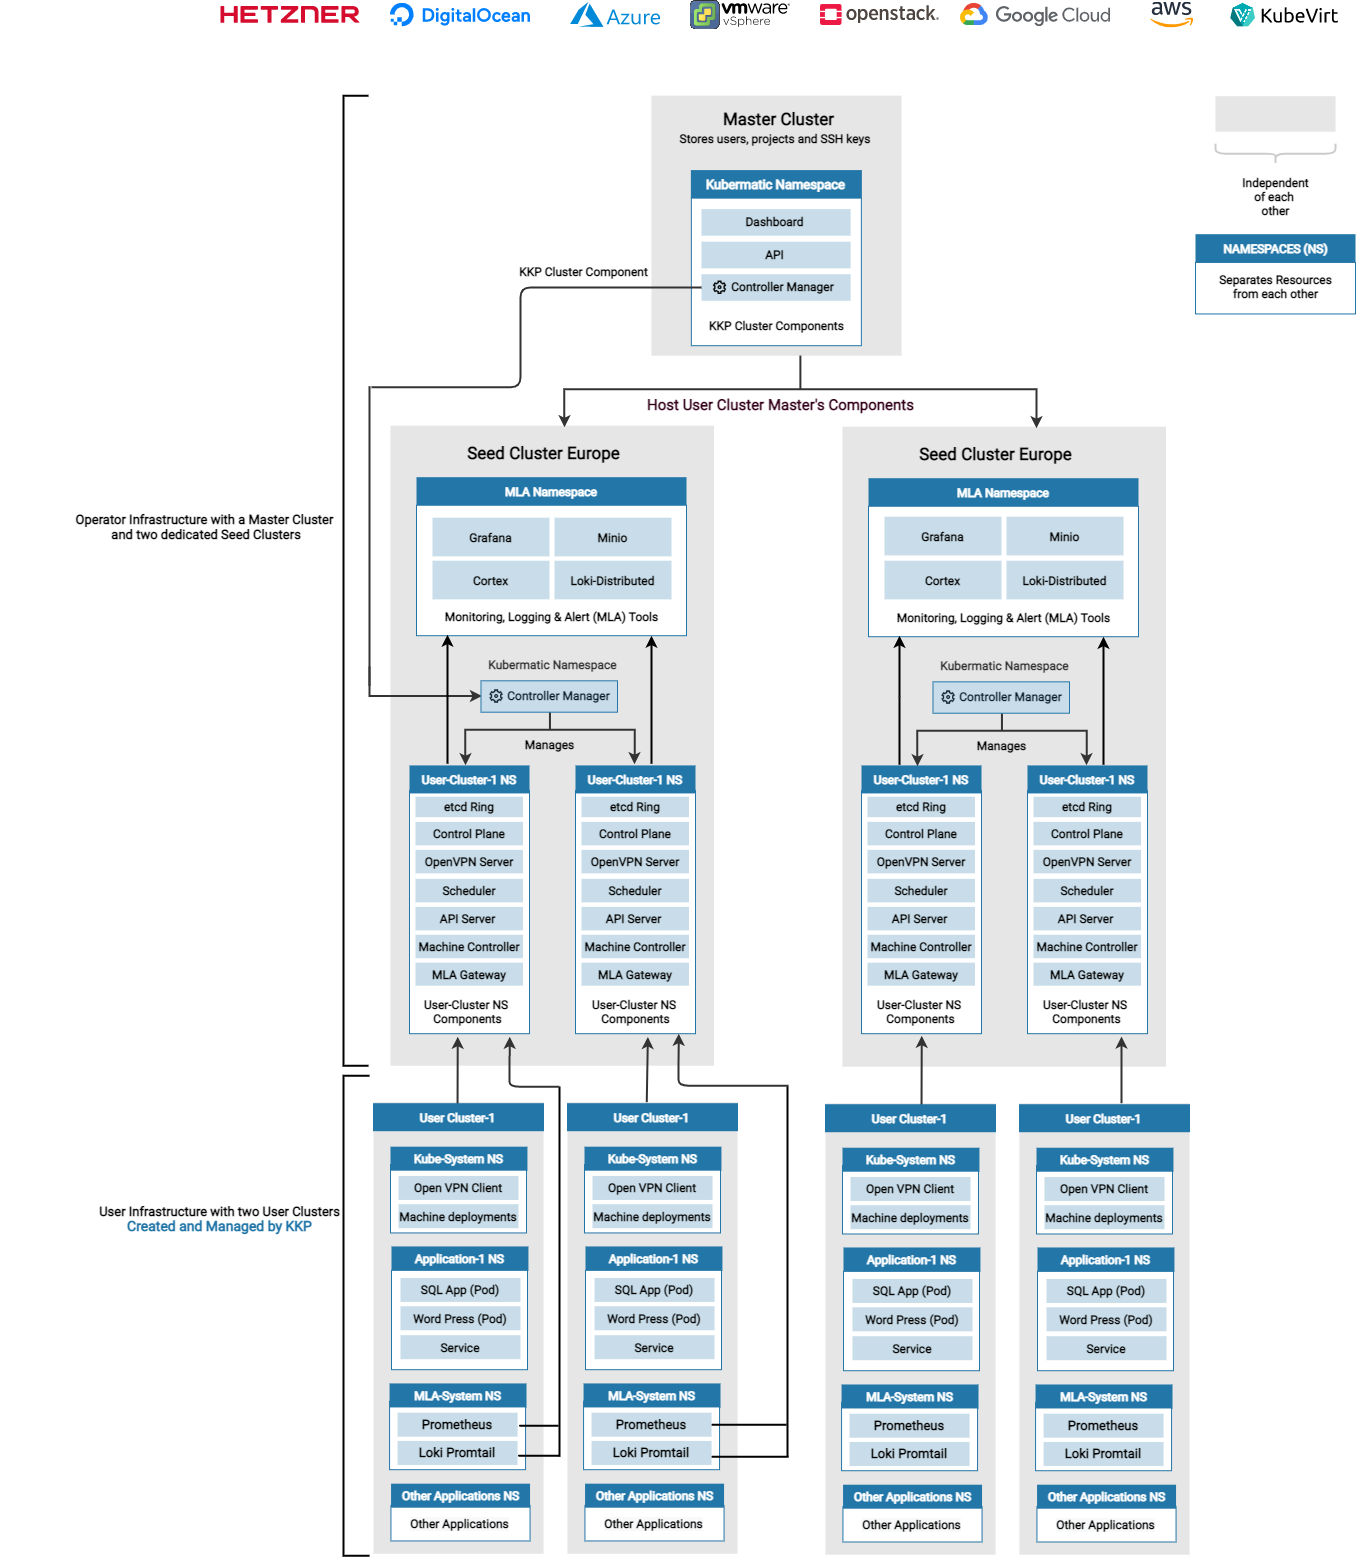 HETZNER
DigitalOcean
Azure
vmware
vSphere
openstack.
Google Cloud
aws
KubeVirt
Master Cluster
Stores users, projects and SSH keys
Kubermatic Namespace
Dashboard
API
Controller Manager
KKP Cluster Components
KKP Cluster Component
Independent
of each
other
NAMESPACES (NS)
Separates Resources
from each other
Host User Cluster Master's Components
Operator Infrastructure with a Master Cluster
and two dedicated Seed Clusters
Seed Cluster Europe
MLA Namespace
Grafana
Minio
Cortex
Loki-Distributed
Monitoring, Logging & Alert (MLA) Tools
Kubermatic Namespace
Controller Manager
Manages
User-Cluster-1 NS
etcd Ring
Control Plane
OpenVPN Server
Scheduler
API Server
Machine Controller
MLA Gateway
User-Cluster NS
Components
User-Cluster-1 NS
etcd Ring
Control Plane
OpenVPN Server
Scheduler
API Server
Machine Controller
MLA Gateway
User-Cluster NS
Components
Seed Cluster Europe
MLA Namespace
Grafana
Minio
Cortex
Loki-Distributed
Monitoring, Logging & Alert (MLA) Tools
Kubermatic Namespace
Controller Manager
Manages
User-Cluster-1 NS
etcd Ring
Control Plane
OpenVPN Server
Scheduler
API Server
Machine Controller
MLA Gateway
User-Cluster NS
Components
User-Cluster-1 NS
etcd Ring
Control Plane
OpenVPN Server
Scheduler
API Server
Machine Controller
MLA Gateway
User-Cluster NS
Components
User Infrastructure with two User Clusters
Created and Managed by KKP
User Cluster-1
Kube-System NS
Open VPN Client
Machine deployments
Application-1 NS
SQL App (Pod)
Word Press (Pod)
Service
MLA-System NS
Prometheus
Loki Promtail
Other Applications NS
Other Applications
User Cluster-1
Kube-System NS
Open VPN Client
Machine deployments
Application-1 NS
SQL App (Pod)
Word Press (Pod)
Service
MLA-System NS
Prometheus
Loki Promtail
Other Applications NS
Other Applications
User Cluster-1
Kube-System NS
Open VPN Client
Machine deployments
Application-1 NS
SQL App (Pod)
Word Press (Pod)
Service
MLA-System NS
Prometheus
Loki Promtail
Other Applications NS
Other Applications
User Cluster-1
Kube-System NS
Open VPN Client
Machine deployments
Application-1 NS
SQL App (Pod)
Word Press (Pod)
Service
MLA-System NS
Prometheus
Loki Promtail
Other Applications NS
Other Applications